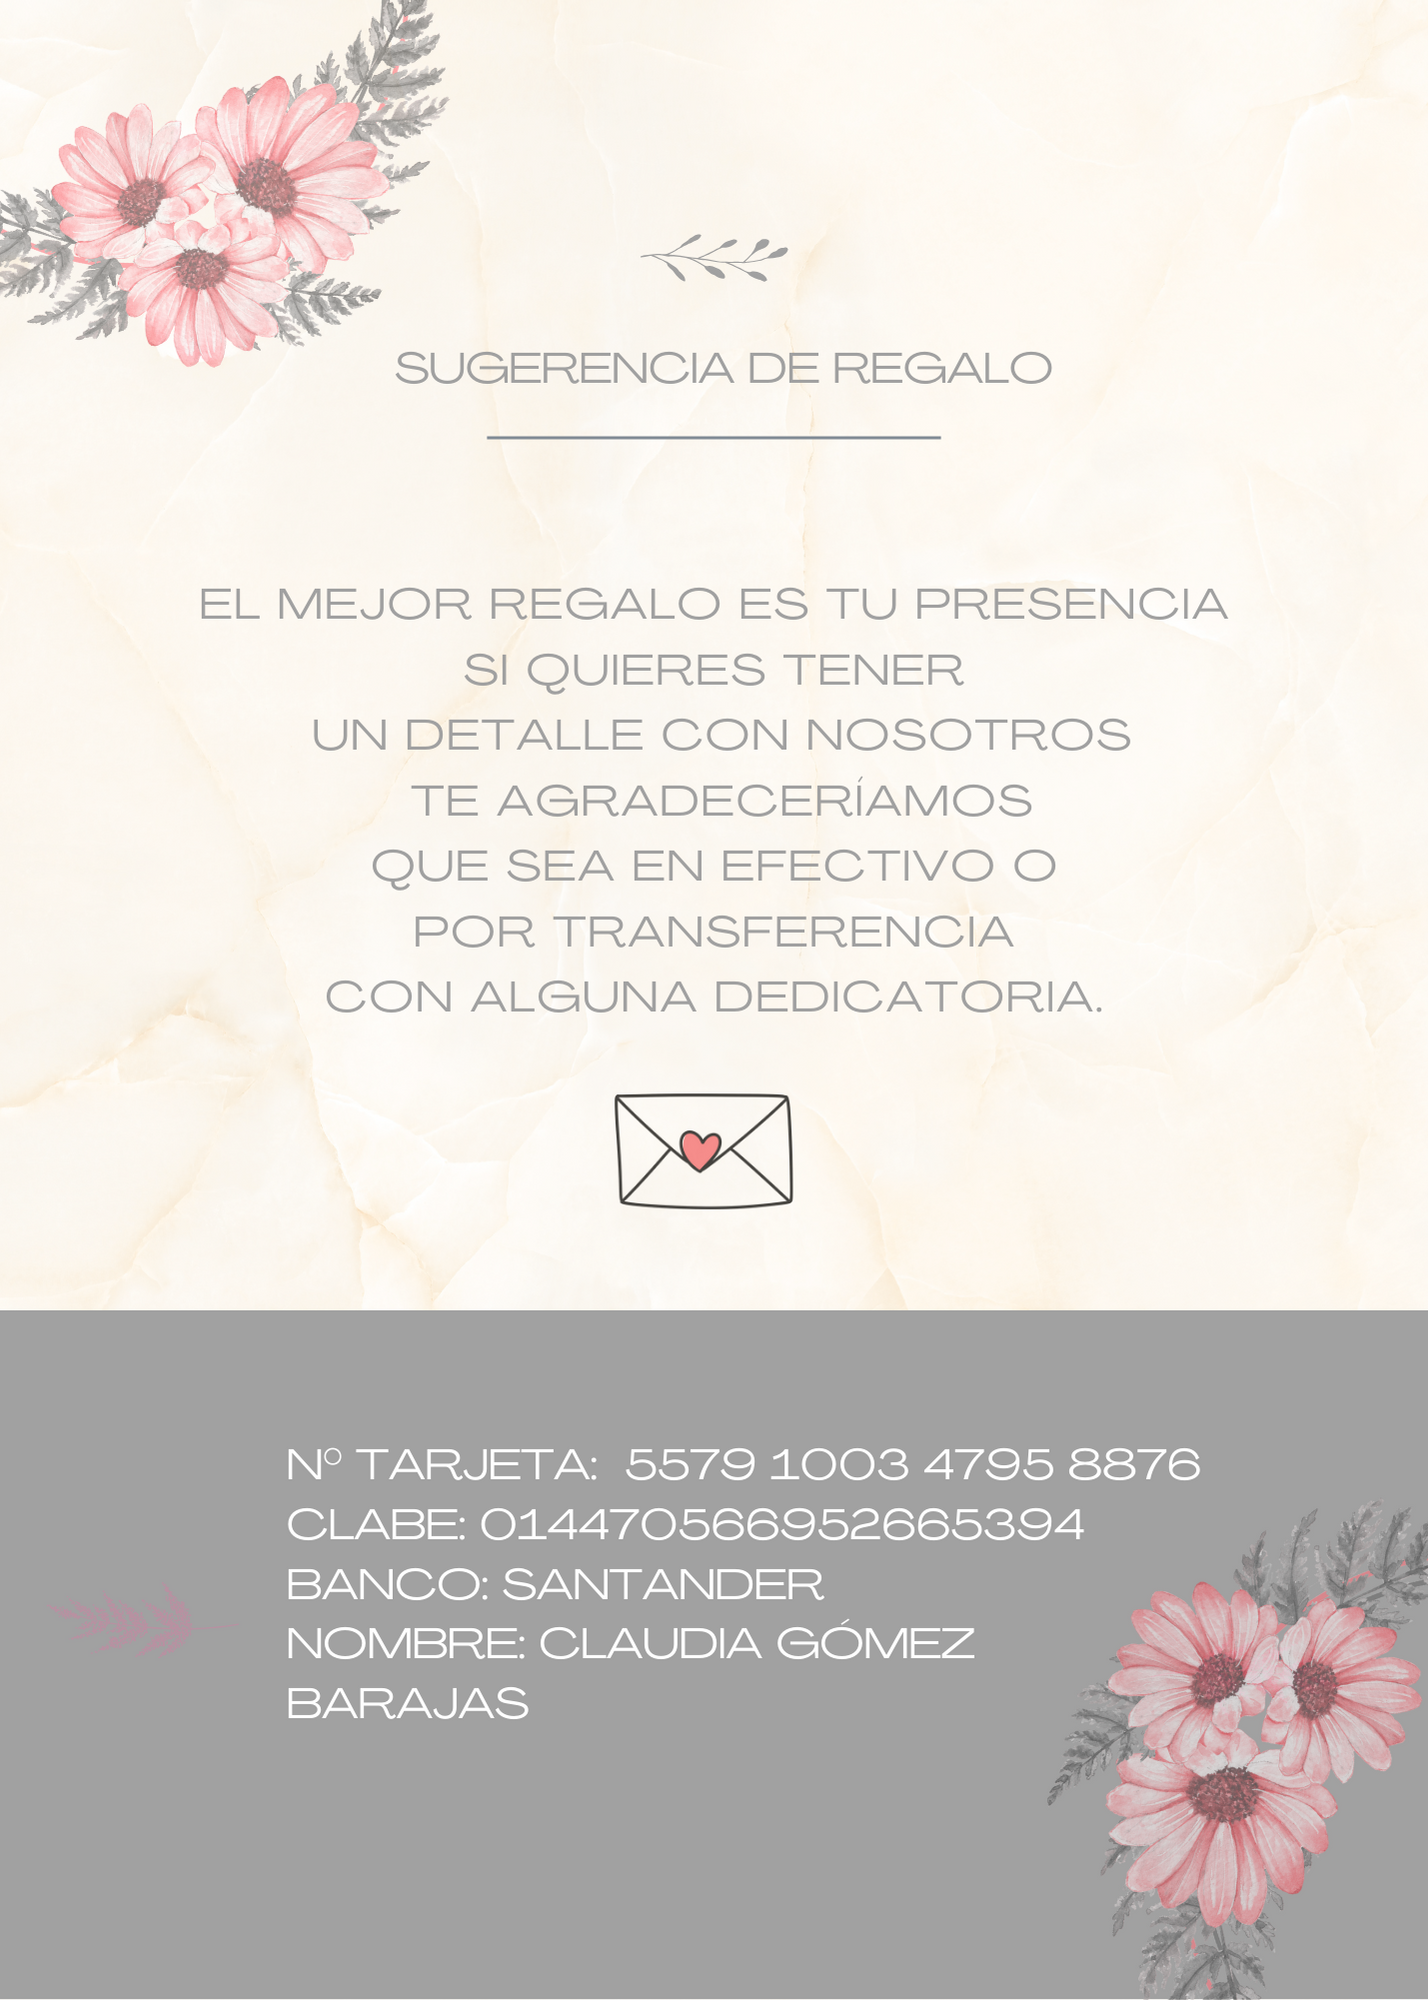 SUGERENCIA DE REGALO
EL MEJOR REGALO ES TU PRESENCIA
SI QUIERES TENER
UN DETALLE CON NOSOTROS
TE AGRADECERÍAMOS
QUE SEA EN EFECTIVO O
POR TRANSFERENCIA
CON ALGUNA DEDICATORIA.
Nº TARJETA: 5579 1003 4795 8876
CLABE: 014470566952665394
BANCO: SANTANDER
NOMBRE: CLAUDIA GÓMEZ
BARAJAS